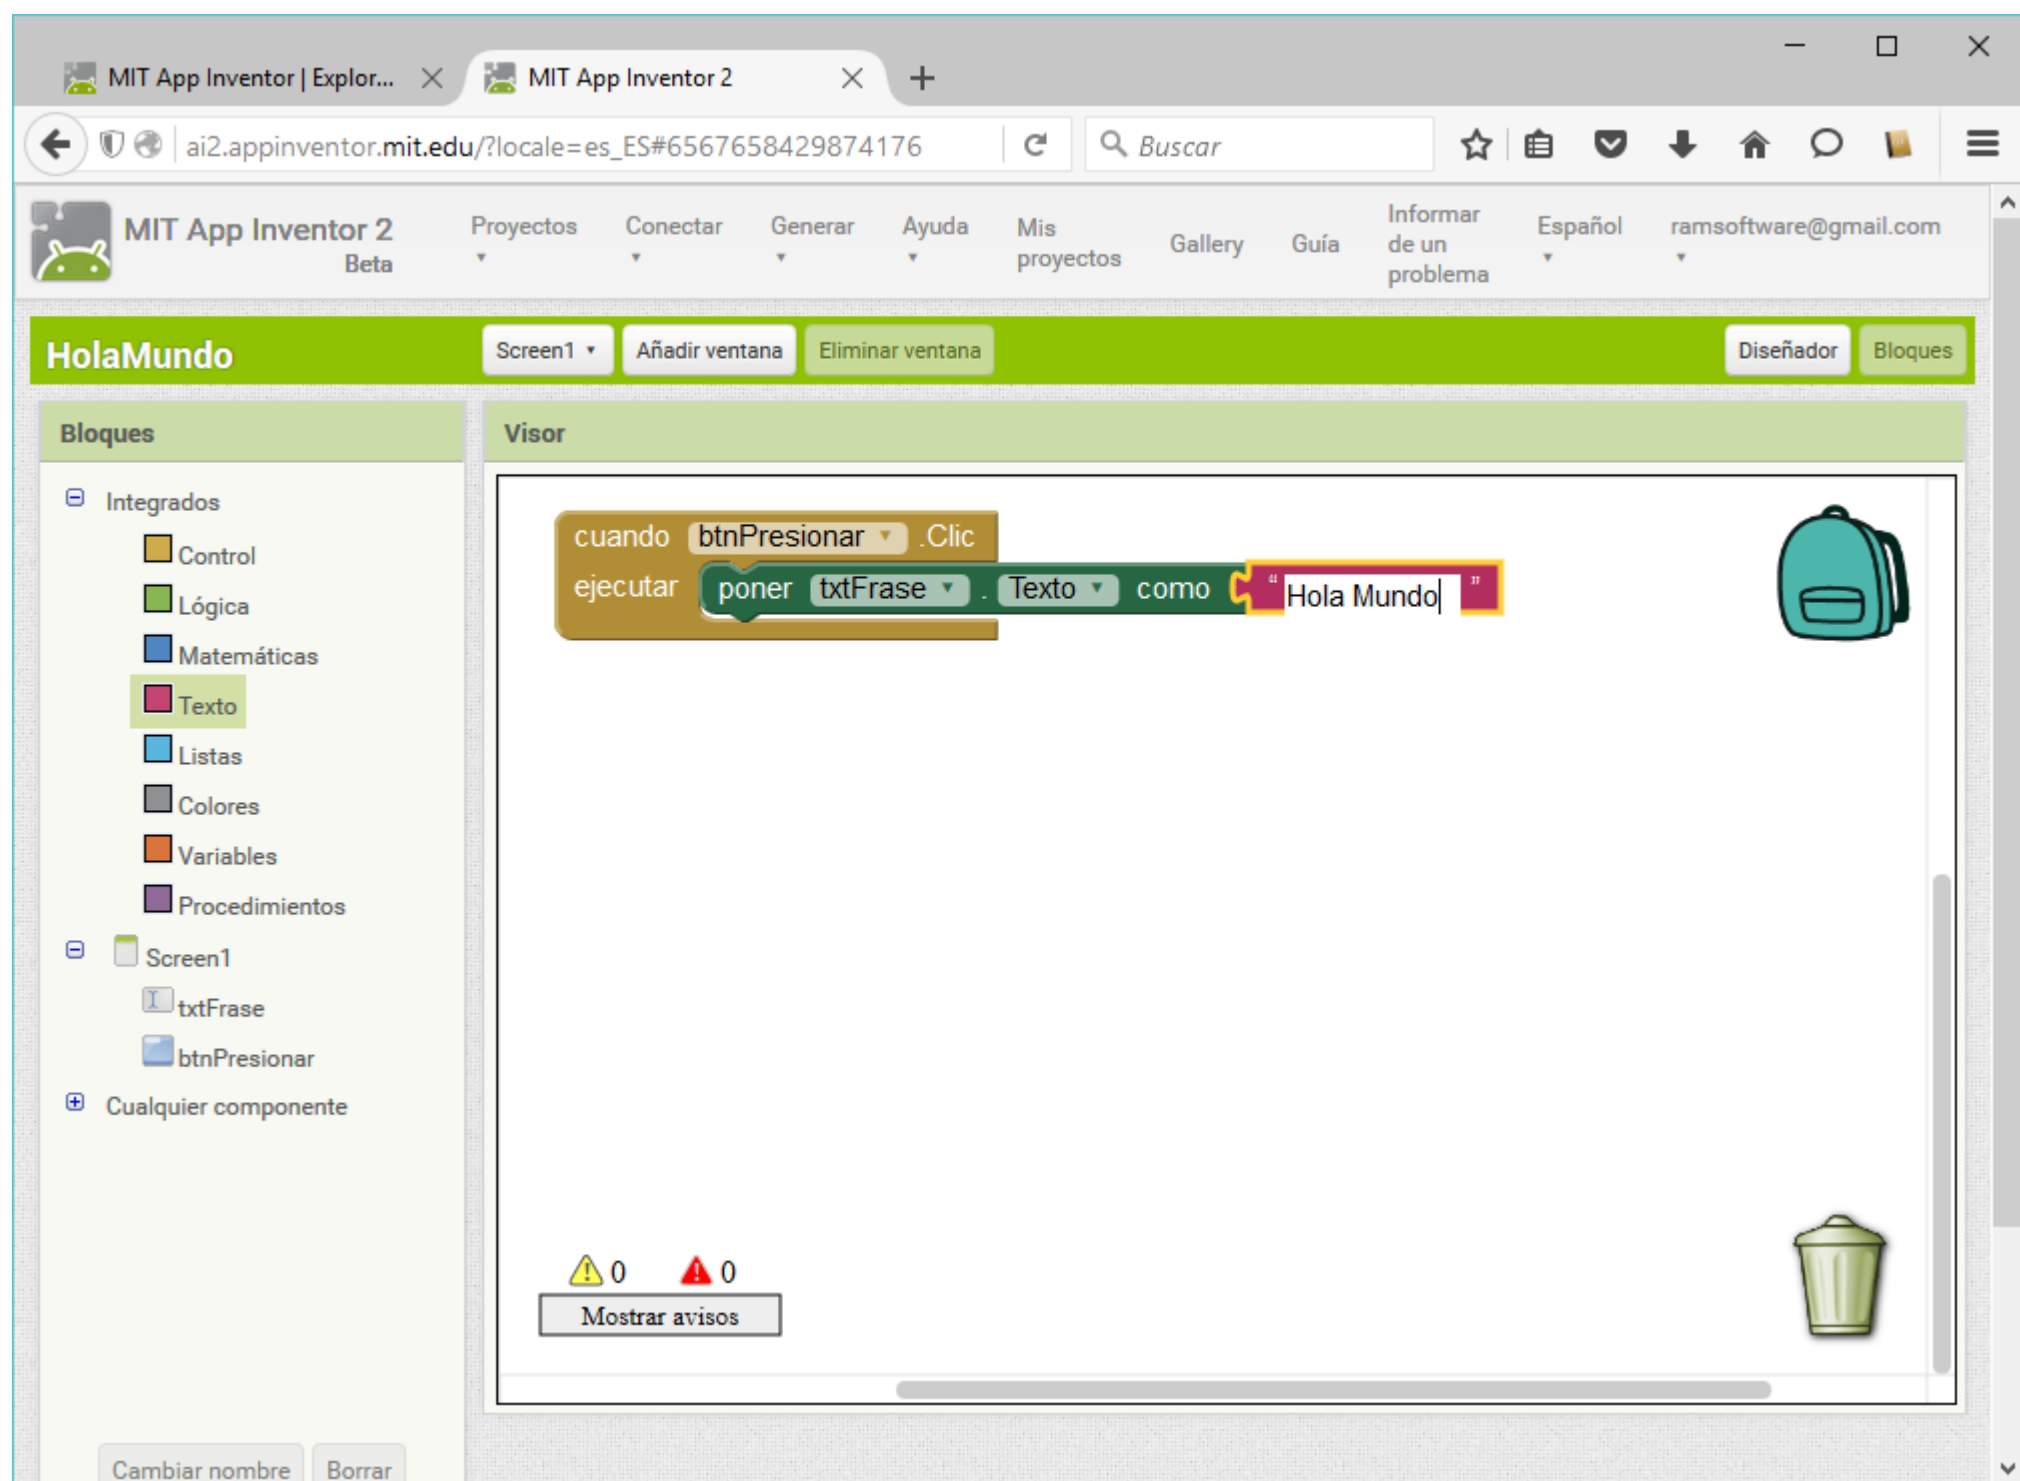 MIT App Inventor | Explor...
MIT App Inventor 2
ai2.appinventor.mit.edu/?locale=es_ES#6567658429874176
Buscar
MIT App Inventor 2
Beta
Proyectos
Conectar
Generar
Ayuda
Mis
proyectos
Gallery
Guía
Informar
de un
problema
Español
ramsoftware@gmail.com
HolaMundo
Screen1
Añadir ventana
Eliminar ventana
Diseñador
Bloques
Bloques
Integrados
Control
Lógica
Matemáticas
Texto
Listas
Colores
Variables
Procedimientos
Screen1
txtFrase
btnPresionar
Cualquier componente
Cambiar nombre
Borrar
Visor
cuando btnPresionar .Clic
ejecutar poner txtFrase . Texto como “ Hola Mundo ”
0 0
Mostrar avisos